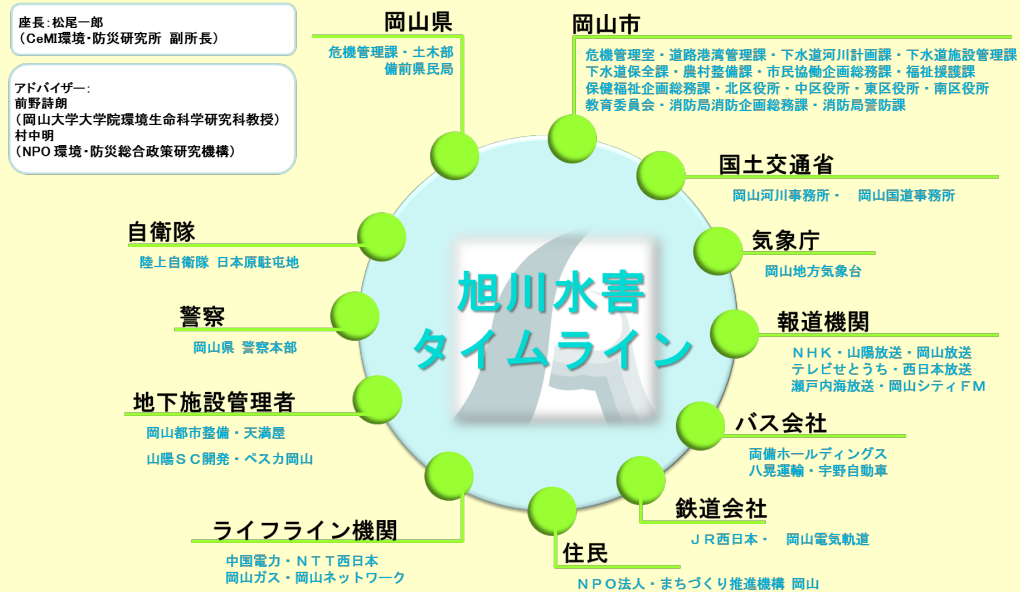 座長:松尾一郎
(CeMI環境・防災研究所 副所長)
アドバイザー:
前野詩朗
(岡山大学大学院環境生命科学研究科教授)
村中明
(NPO 環境・防災総合政策研究機構)
岡山県
危機管理課・土木部
備前県民局
岡山市
危機管理室・道路港湾管理課・下水道河川計画課・下水道施設管理課
下水道保全課・農村整備課・市民協働企画総務課・福祉援護課
保健福祉企画総務課・北区役所・中区役所・東区役所・南区役所
教育委員会・消防局消防企画総務課・消防局警防課
国土交通省
岡山河川事務所・ 岡山国道事務所
気象庁
岡山地方気象台
報道機関
NHK・山陽放送・岡山放送
テレビせとうち・西日本放送
瀬戸内海放送・岡山シティFM
バス会社
両備ホールディングス
八晃運輸・宇野自動車
鉄道会社
JR西日本・ 岡山電気軌道
住民
NPO法人・まちづくり推進機構 岡山
ライフライン機関
中国電力・NTT西日本
岡山ガス・岡山ネットワーク
地下施設管理者
岡山都市整備・天満屋
山陽SC開発・ペスカ岡山
警察
岡山県 警察本部
自衛隊
陸上自衛隊 日本原駐屯地
旭川水害
タイムライン